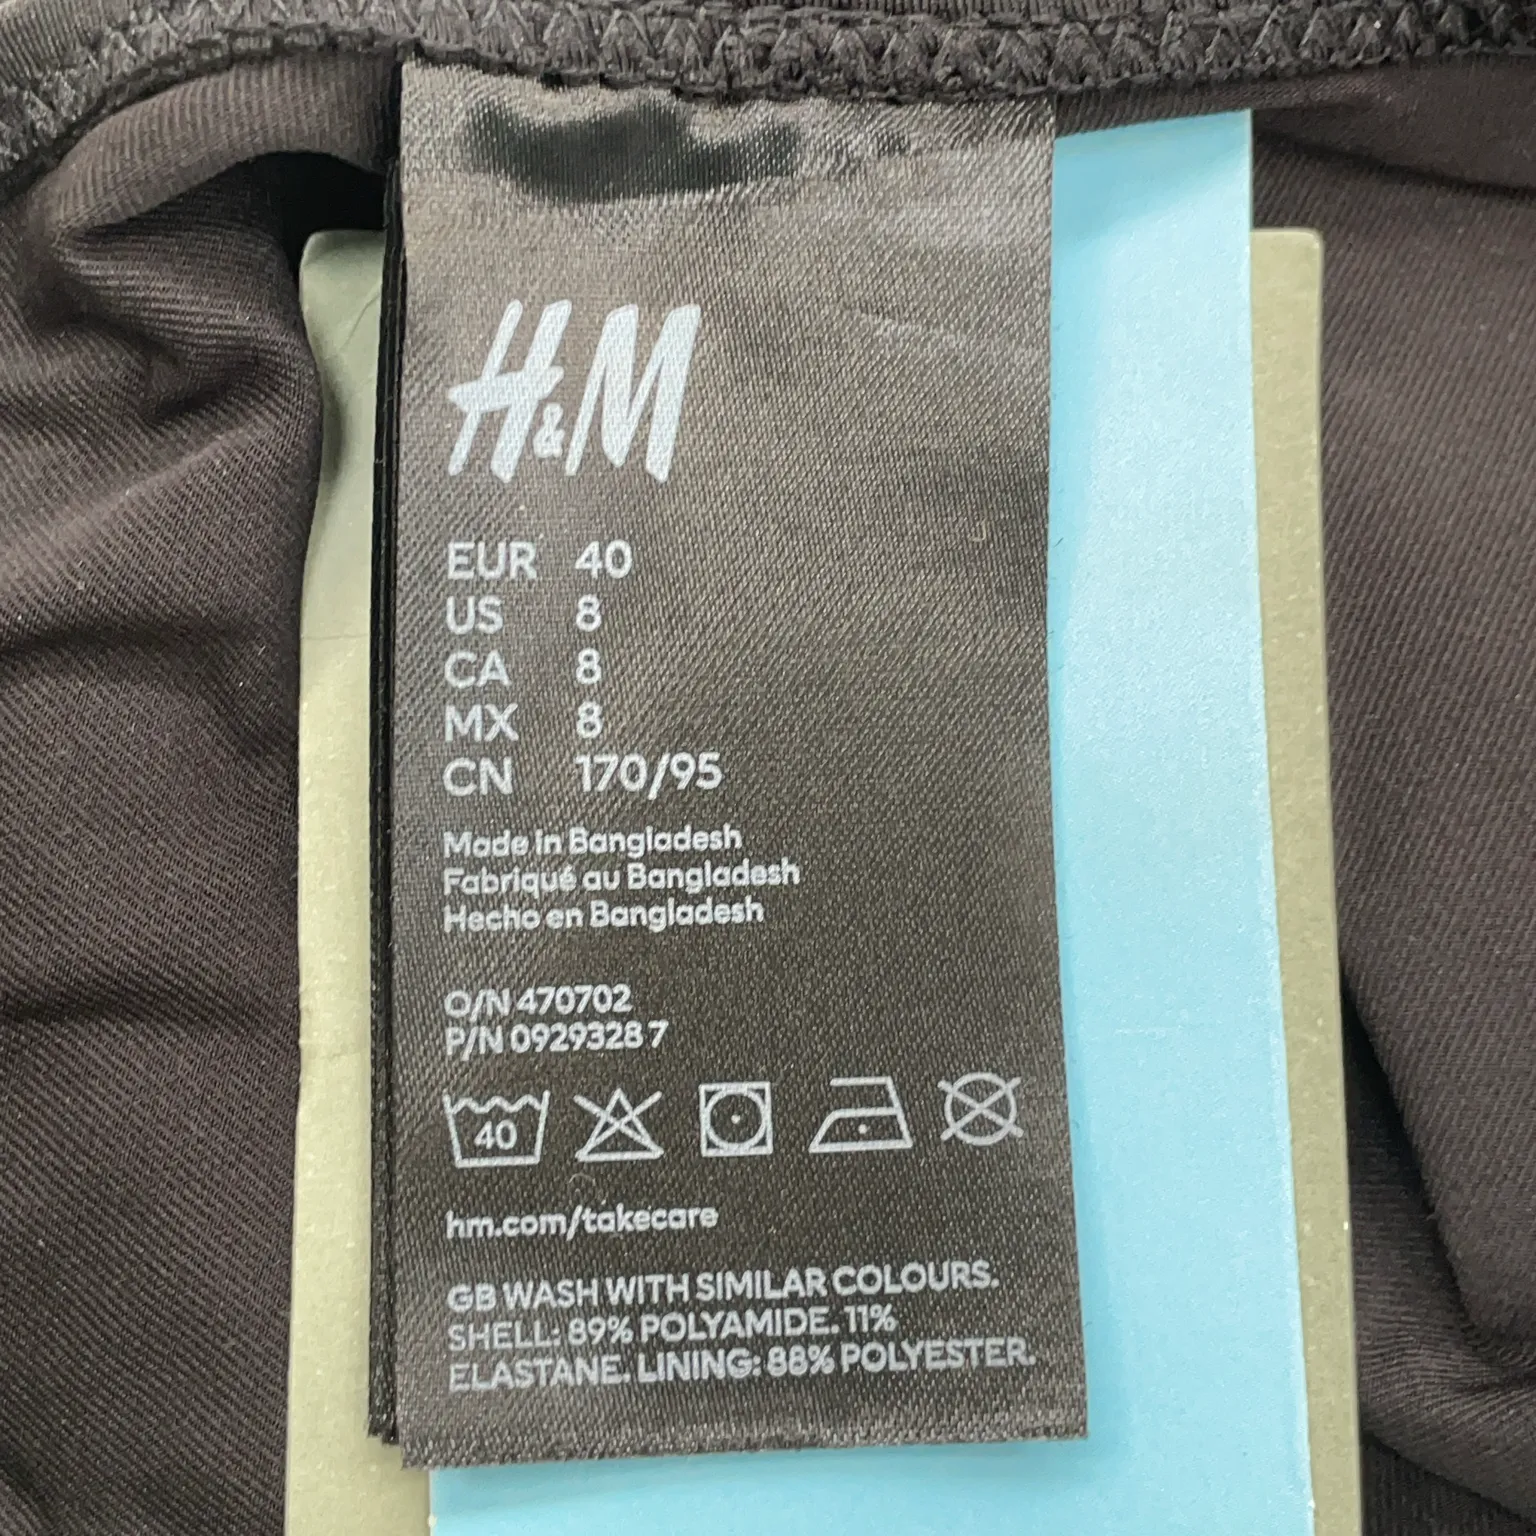 H&M
EUR 40
US 8
CA 8
MX 8
CN 170/95
Made in Bangladesh
Fabriqué au Bangladesh
Hecho en Bangladesh
O/N 470702
P/N 0929328 7
40
hm.com/takecare
GB WASH WITH SIMILAR COLOURS.
SHELL: 89% POLYAMIDE. 11%
ELASTANE. LINING: 88% POLYESTER.